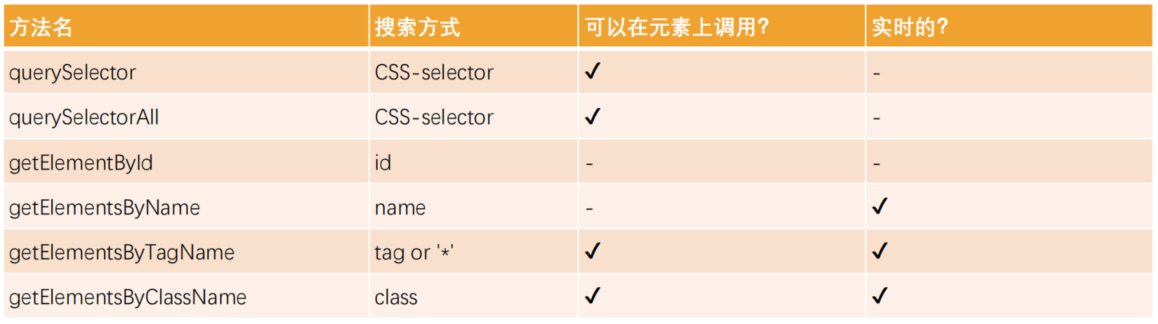 方法名 搜索方式 可以在元素上调用? 实时的?
querySelector CSS-selector ✓ -
querySelectorAll CSS-selector ✓ -
getElementById id - -
getElementsByName name - ✓
getElementsByTagName tag or '*' ✓ ✓
getElementsByClassName class ✓ ✓